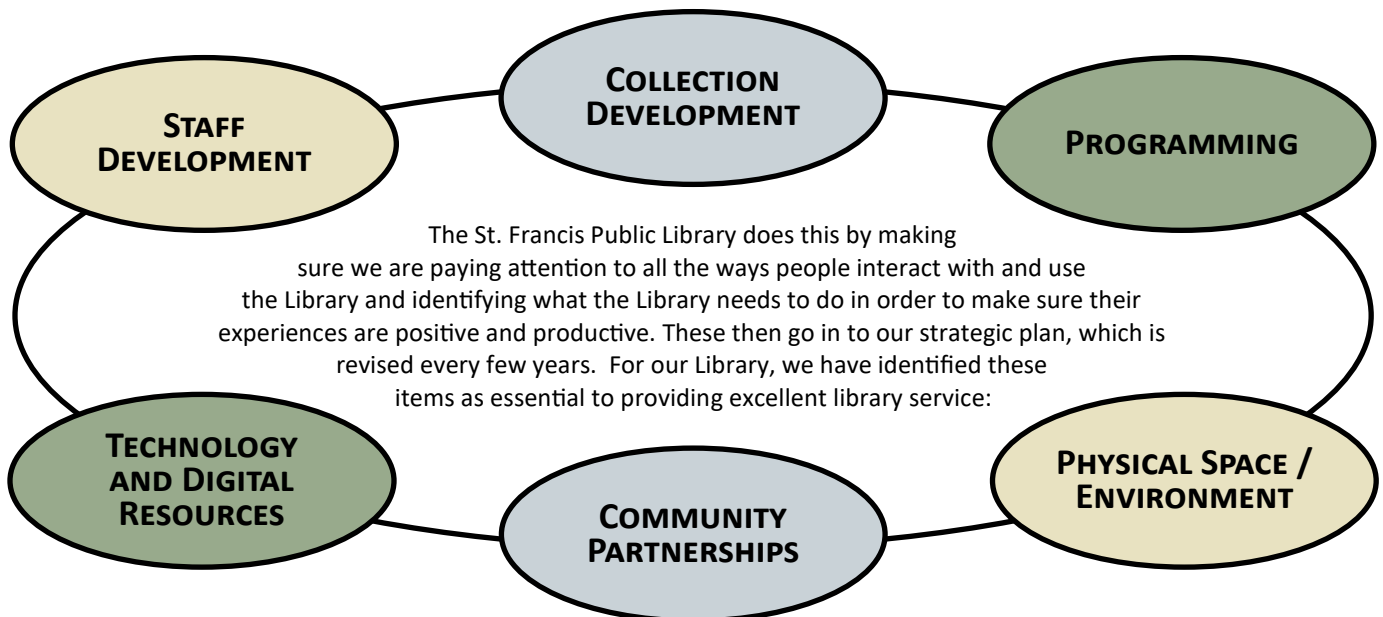 COLLECTION
DEVELOPMENT
STAFF
DEVELOPMENT
PROGRAMMING
The St. Francis Public Library does this by making
sure we are paying attention to all the ways people interact with and use
the Library and identifying what the Library needs to do in order to make sure their
experiences are positive and productive. These then go in to our strategic plan, which is
revised every few years.  For our Library, we have identified these
items as essential to providing excellent library service:
TECHNOLOGY
AND DIGITAL
RESOURCES
COMMUNITY
PARTNERSHIPS
PHYSICAL SPACE /
ENVIRONMENT